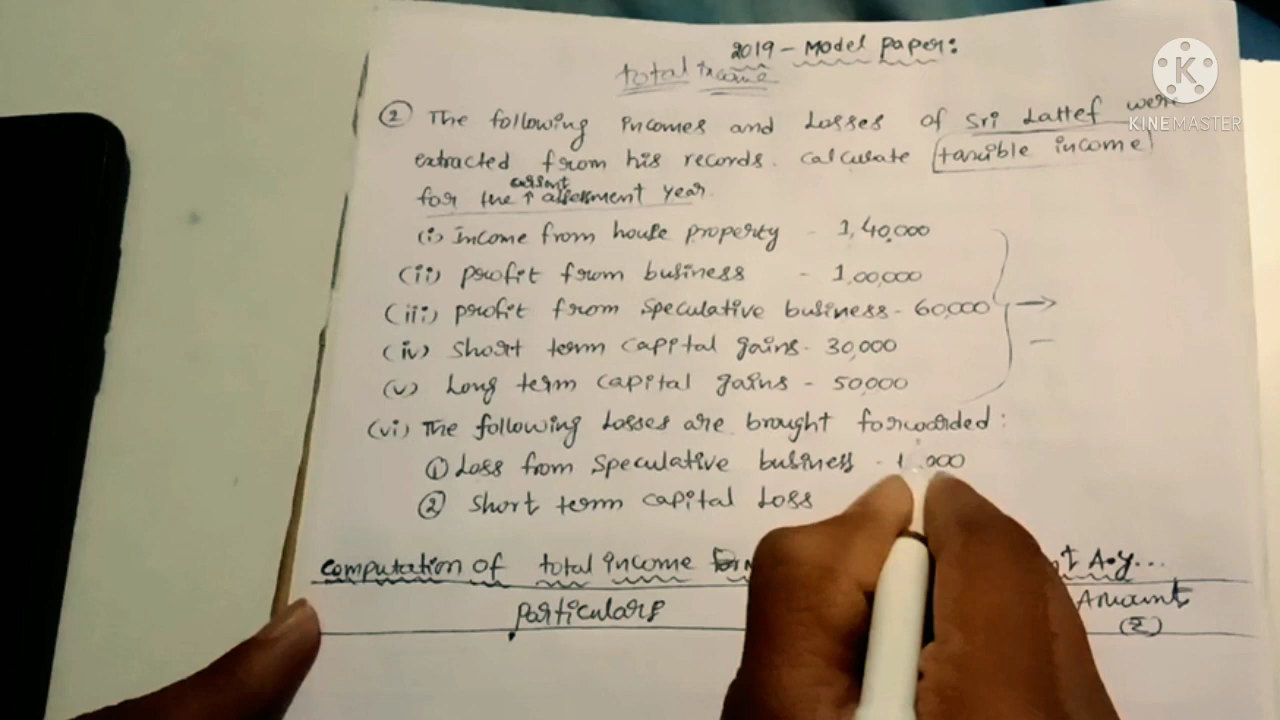 2019 - Model Paper:
total income
K
KINEMASTER
② The following incomes and Losses of Sri Lattef were
extracted from his records. calculate taxible income
for the ↑ assessment year.
(i) Income from house property - 1,40,000
(ii) profit from business - 1,00,000
(iii) profit from speculative business - 60,000
(iv) short term capital gains - 30,000
(v) Long term capital gains - 50,000
(vi) The following Losses are brought forwarded:
① Loss from speculative business -
② short term capital Loss
computation of total income A.y...
particulars Amount
(₹)